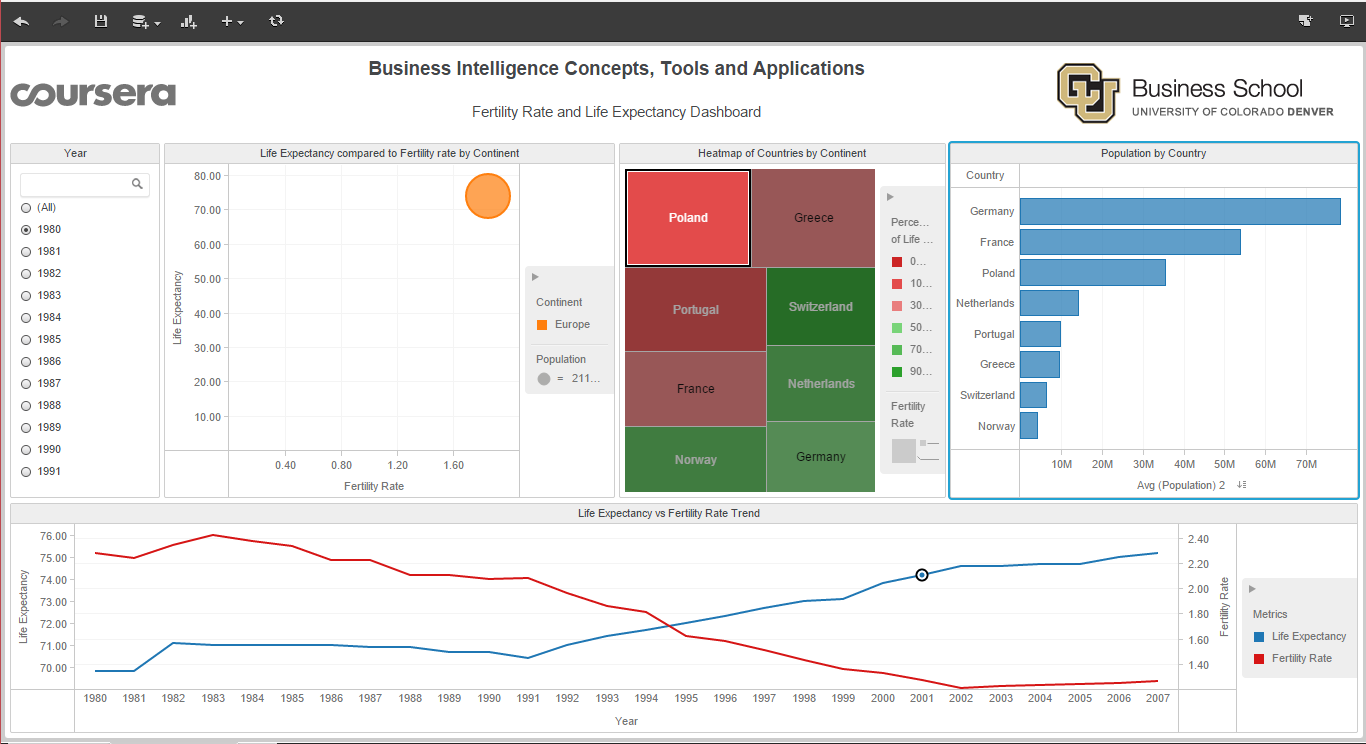 Business Intelligence Concepts, Tools and Applications
coursera
CU
Business School
UNIVERSITY OF COLORADO DENVER
Fertility Rate and Life Expectancy Dashboard
Year
(All)
1980
1981
1982
1983
1984
1985
1986
1987
1988
1989
1990
1991
Life Expectancy compared to Fertility rate by Continent
Life Expectancy
80.00
70.00
60.00
50.00
40.00
30.00
20.00
10.00
0.40 0.80 1.20 1.60
Fertility Rate
Continent
Europe
Population
= 211...
Heatmap of Countries by Continent
Poland
Greece
Portugal
Switzerland
France
Netherlands
Norway
Germany
Perce...
of Life ...
0...
10...
30...
50...
70...
90...
Fertility
Rate
Population by Country
Country
Germany
France
Poland
Netherlands
Portugal
Greece
Switzerland
Norway
10M 20M 30M 40M 50M 60M 70M
Avg (Population) 2
Life Expectancy vs Fertility Rate Trend
Life Expectancy
76.00
75.00
74.00
73.00
72.00
71.00
70.00
2.40
2.20
2.00
1.80
1.60
1.40
Fertility Rate
1980 1981 1982 1983 1984 1985 1986 1987 1988 1989 1990 1991 1992 1993 1994 1995 1996 1997 1998 1999 2000 2001 2002 2003 2004 2005 2006 2007
Year
Metrics
Life Expectancy
Fertility Rate